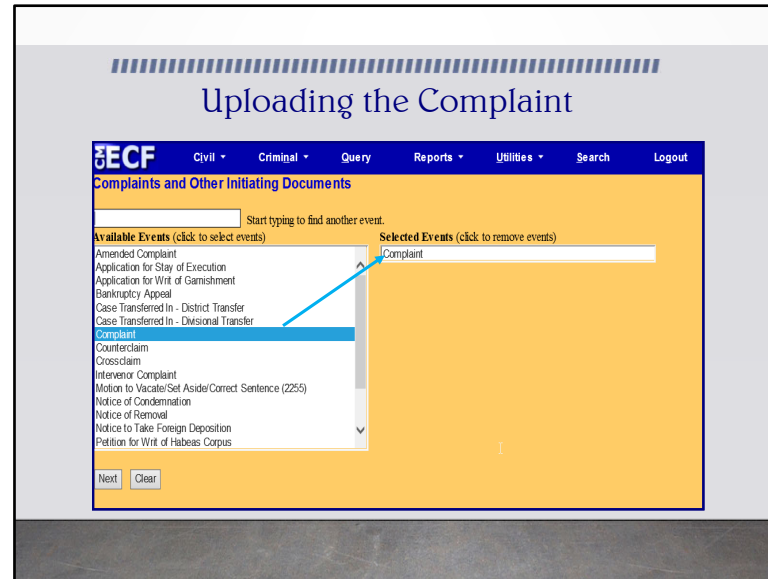 Uploading the Complaint
CM ECF Civil Criminal Query Reports Utilities Search Logout
Complaints and Other Initiating Documents
Start typing to find another event.
Available Events (click to select events) Selected Events (click to remove events)
Amended Complaint Complaint
Application for Stay of Execution
Application for Writ of Garnishment
Bankruptcy Appeal
Case Transferred In - District Transfer
Case Transferred In - Divisional Transfer
Complaint
Counterclaim
Crossclaim
Intervenor Complaint
Motion to Vacate/Set Aside/Correct Sentence (2255)
Notice of Condemnation
Notice of Removal
Notice to Take Foreign Deposition
Petition for Writ of Habeas Corpus
Next Clear